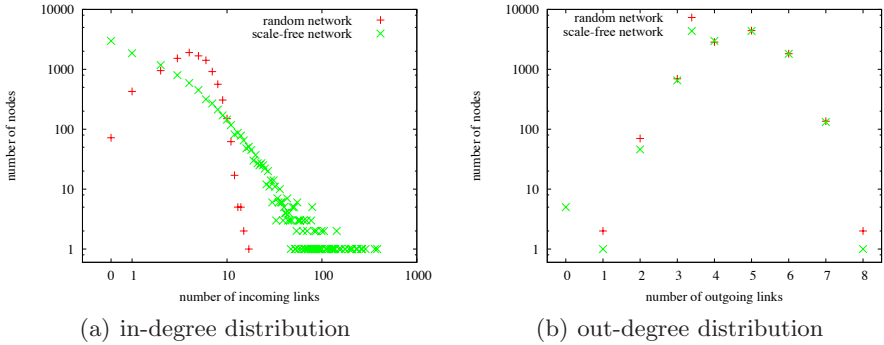 10000
1000
100
10
1
number of nodes
random network
scale-free network
0 1 10 100 1000
number of incoming links
(a) in-degree distribution
10000
1000
100
10
1
number of nodes
random network
scale-free network
0 1 2 3 4 5 6 7 8
number of outgoing links
(b) out-degree distribution